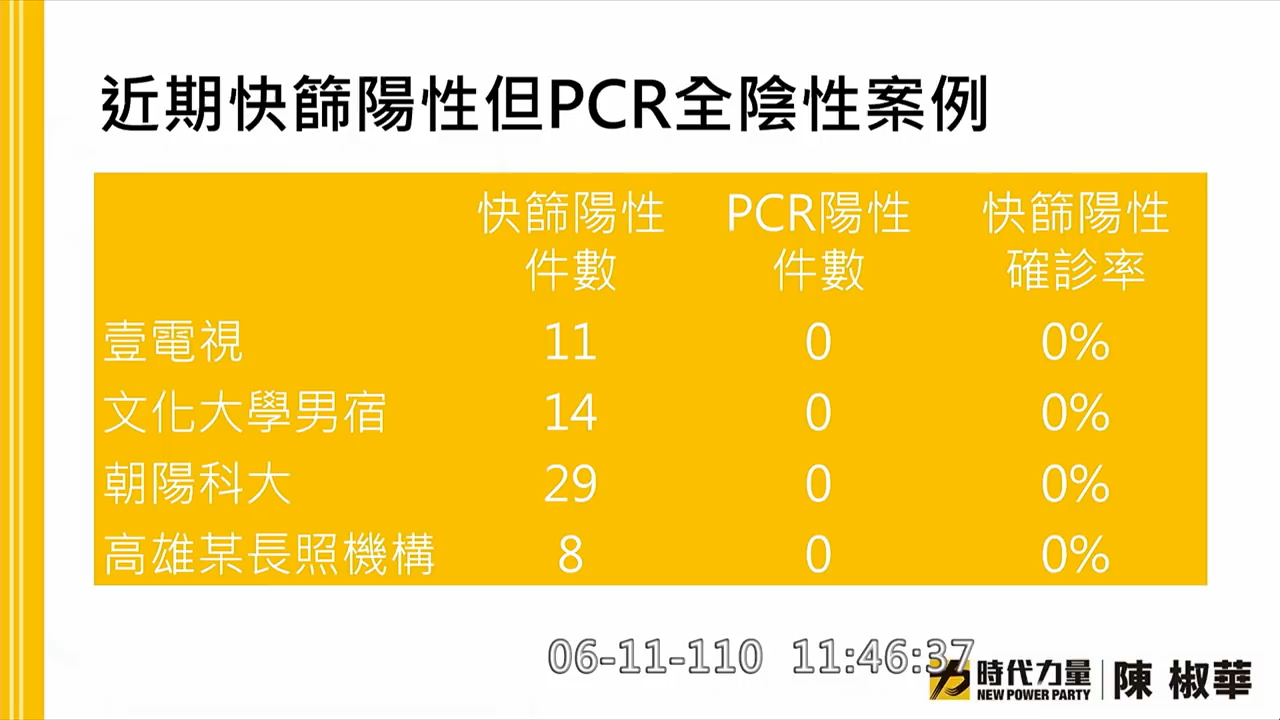 近期快篩陽性但PCR全陰性案例
快篩陽性 PCR陽性 快篩陽性
件數 件數 確診率
壹電視 11 0 0%
文化大學男宿 14 0 0%
朝陽科大 29 0 0%
高雄某長照機構 8 0 0%
06-11-110 11:46:37
時代力量 陳 椒華
NEW POWER PARTY